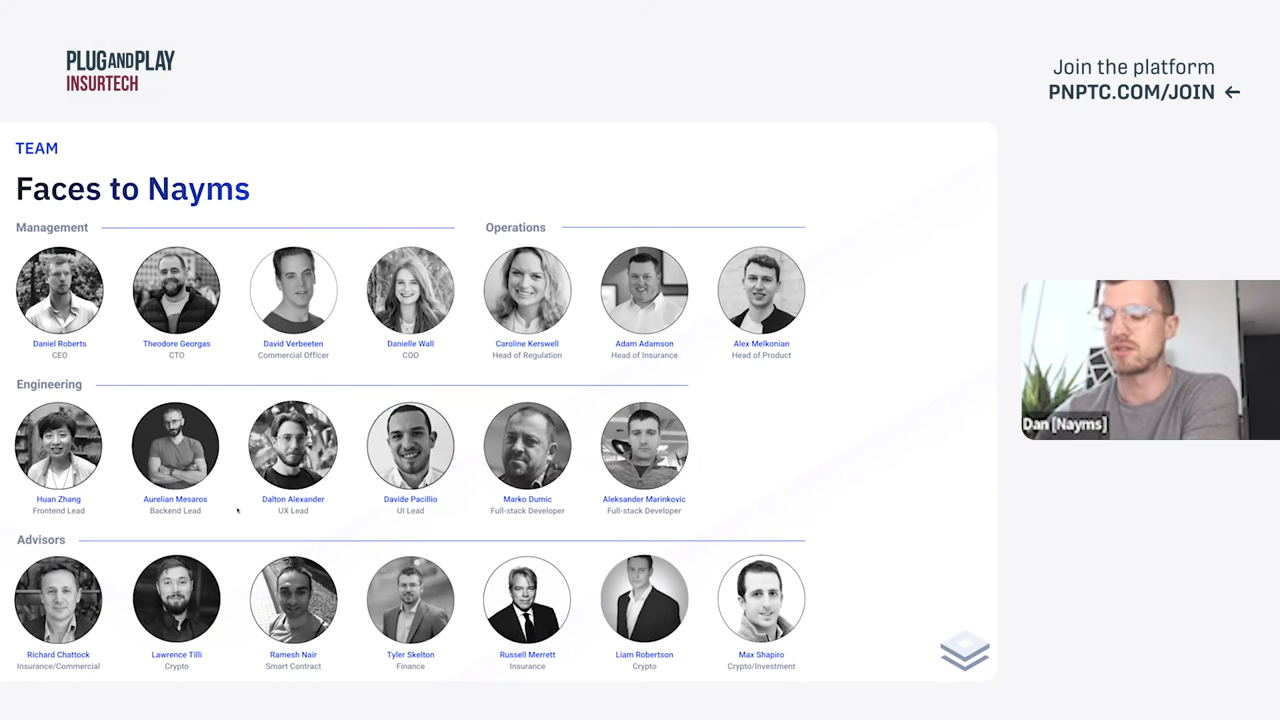 PLUGANDPLAY
INSURTECH
Join the platform
PNPTC.COM/JOIN ←
TEAM
Faces to Nayms
Management
Operations
Daniel Roberts
CEO
Theodore Georgas
CTO
David Verbeeten
Commercial Officer
Danielle Wall
COO
Caroline Kerswell
Head of Regulation
Adam Adamson
Head of Insurance
Alex Melkonian
Head of Product
Engineering
Huan Zhang
Frontend Lead
Aurelian Mesaros
Backend Lead
Dalton Alexander
UX Lead
Davide Pacillio
UI Lead
Marko Dumic
Full-stack Developer
Aleksander Marinkovic
Full-stack Developer
Advisors
Richard Chattock
Insurance/Commercial
Lawrence Tilli
Crypto
Ramesh Nair
Smart Contract
Tyler Skelton
Finance
Russell Merrett
Insurance
Liam Robertson
Crypto
Max Shapiro
Crypto/Investment
Dan [Nayms]